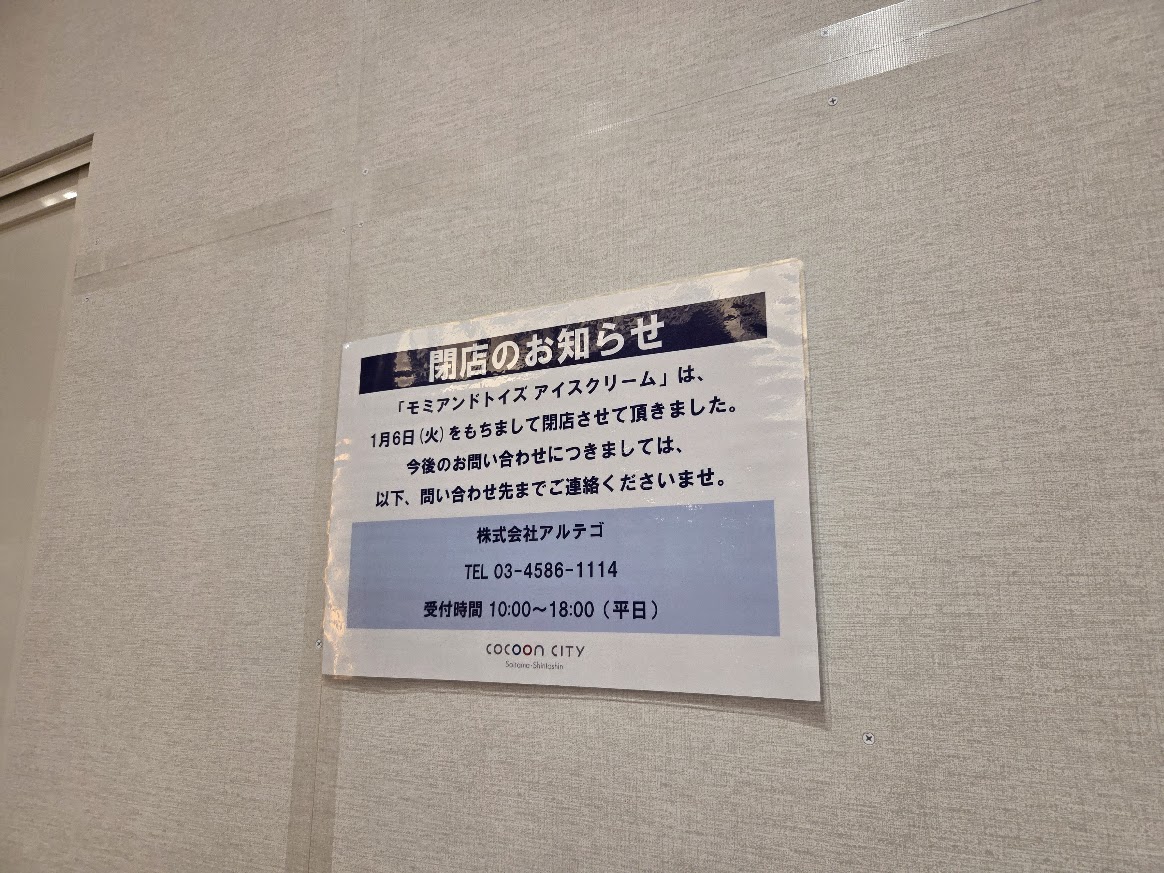 閉店のお知らせ
「モミアンドトイズ アイスクリーム」は、
1月6日(火)をもちまして閉店させて頂きました。
今後のお問い合わせにつきましては、
以下、問い合わせ先までご連絡くださいませ。
株式会社アルテゴ
TEL 03-4586-1114
受付時間 10:00～18:00（平日）
COCOON CITY
Saitama-Shintoshin